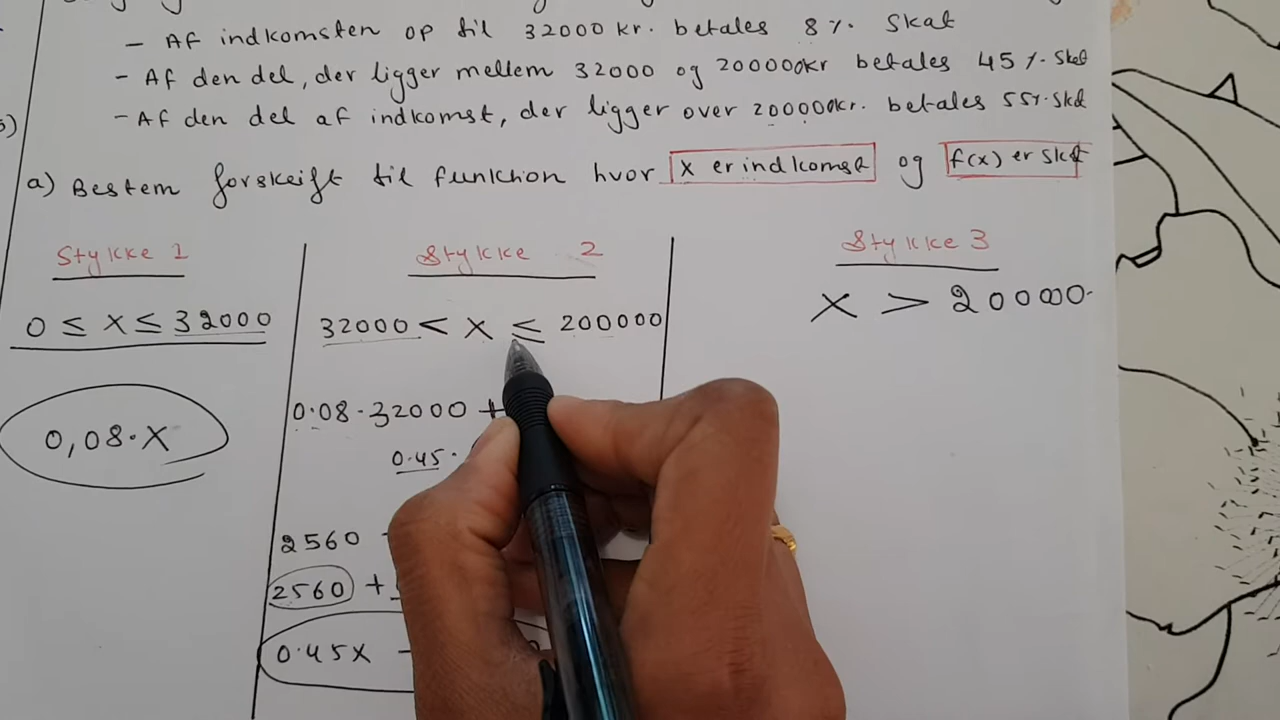 - Af indkomsten op til 32000 kr. betales 8 %. Skat
- Af den del, der ligger mellem 32000 og 200000kr betales 45 %. Skat
- Af den del af indkomst, der ligger over 200000kr. betales 55%. Skat
a) Bestem forskrift til funktion hvor x er indkomst og f(x) er skat
Stykke 1
0 ≤ x ≤ 32000
0,08·x
Stykke 2
32000 < x ≤ 200000
0.08·32000 +
0.45·
2560
2560 +
0.45x -
Stykke 3
x > 200000